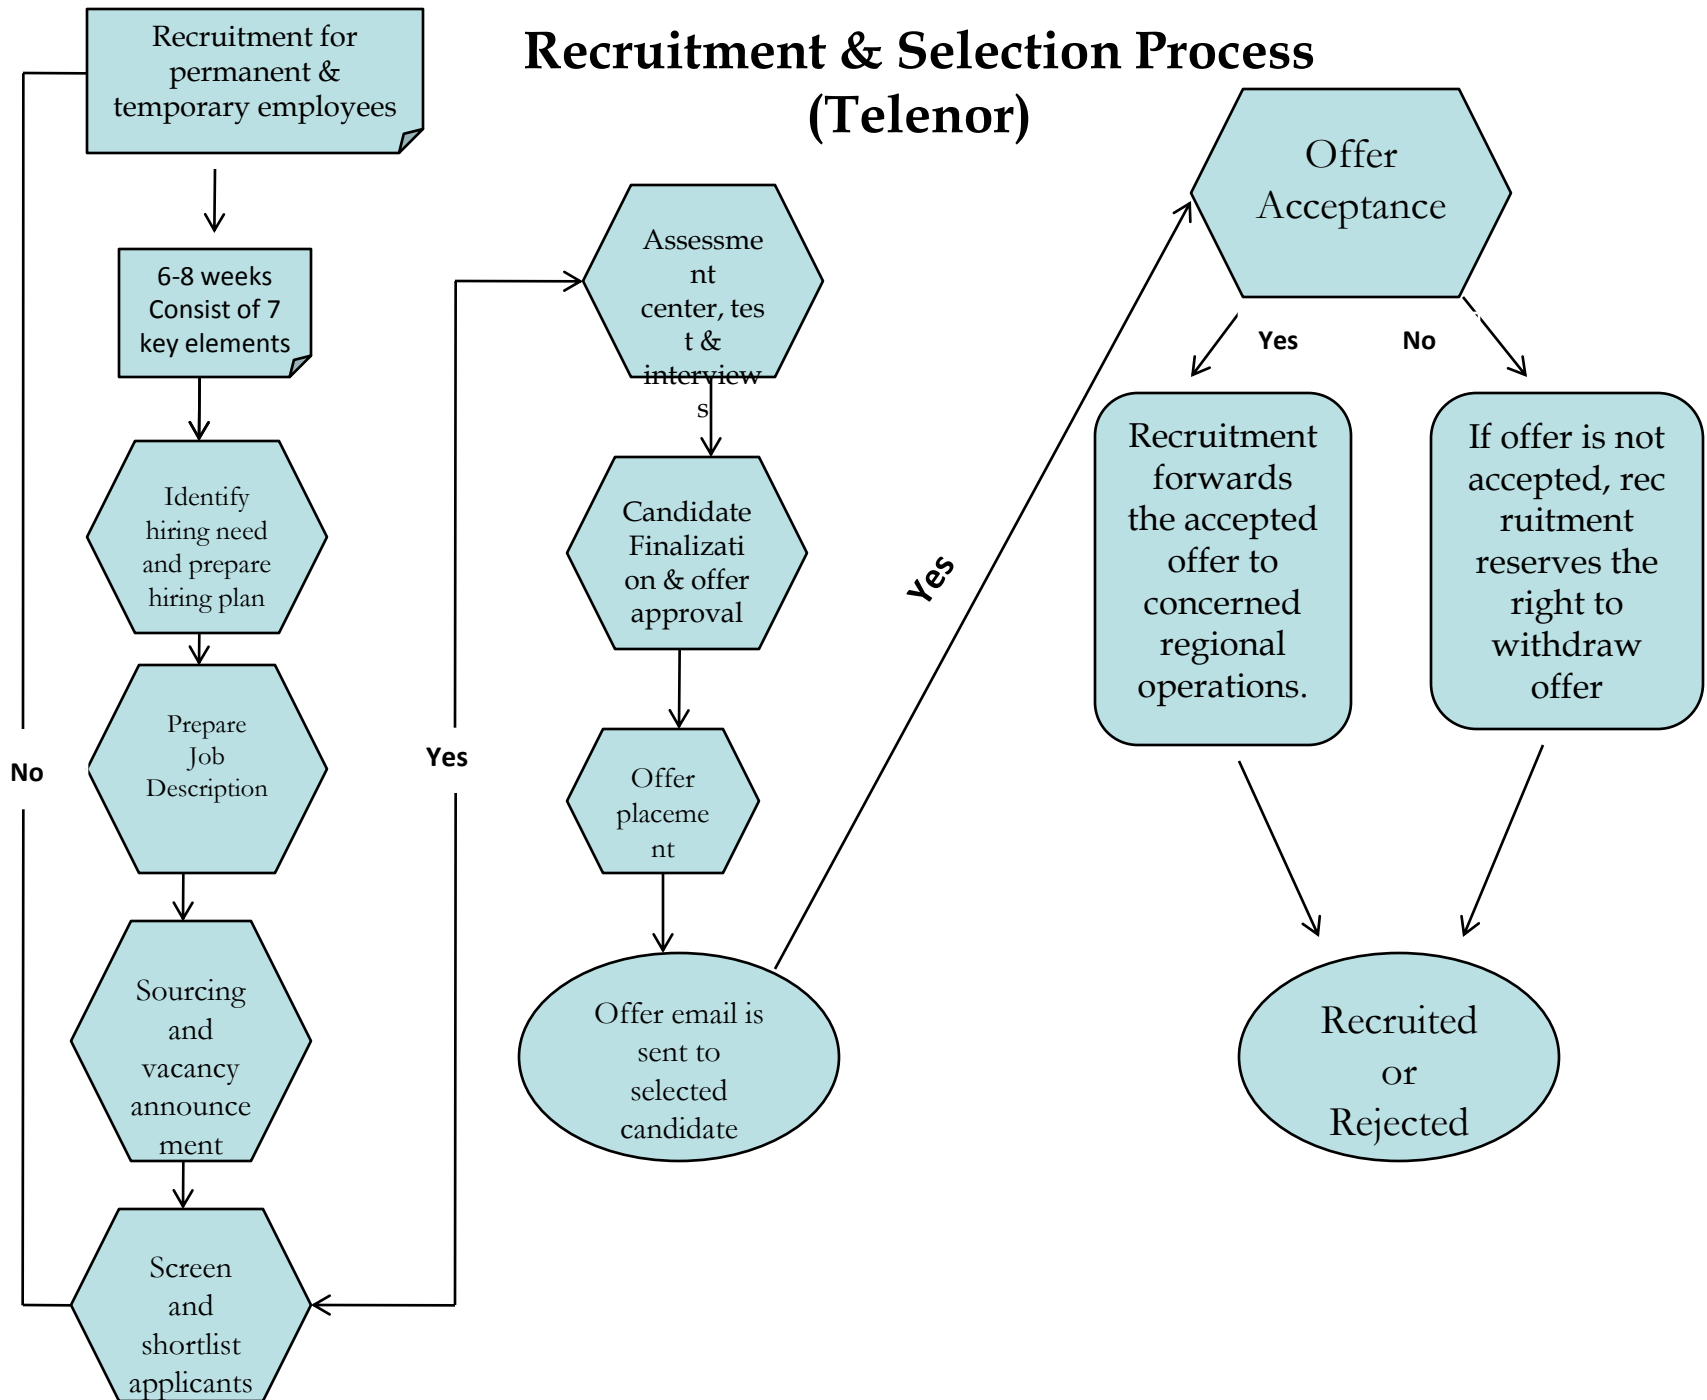 Recruitment & Selection Process
(Telenor)
Recruitment for
permanent &
temporary employees
6-8 weeks
Consist of 7
key elements
Identify
hiring need
and prepare
hiring plan
Prepare
Job
Description
Sourcing
and
vacancy
announce
ment
Screen
and
shortlist
applicants
No
Yes
Assessme
nt
center, tes
t &
interview
s
Candidate
Finalizati
on & offer
approval
Offer
placeme
nt
Offer email is
sent to
selected
candidate
Yes
Offer
Acceptance
Yes
No
Recruitment
forwards
the accepted
offer to
concerned
regional
operations.
If offer is not
accepted, rec
ruitment
reserves the
right to
withdraw
offer
Recruited
or
Rejected